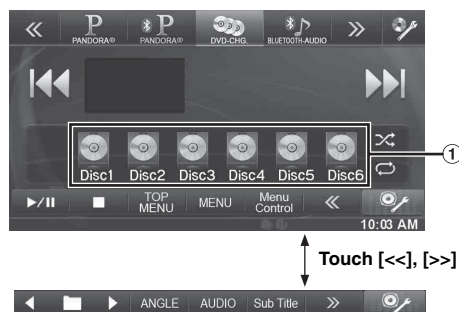 PANDORA® PANDORA® DVD-CHG. BLUETOOTH-AUDIO
Disc1 Disc2 Disc3 Disc4 Disc5 Disc6
1
TOP MENU MENU Menu Control
10:03 AM
Touch [<<], [>>]
ANGLE AUDIO Sub Title